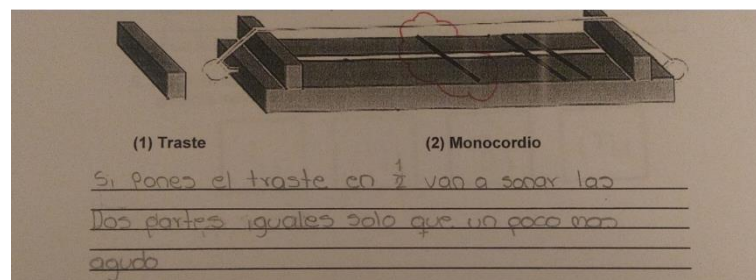 (1) Traste (2) Monocordio
Si Pones el traste en 1/2 van a sonar las
Dos partes iguales solo que un poco mas
agudo